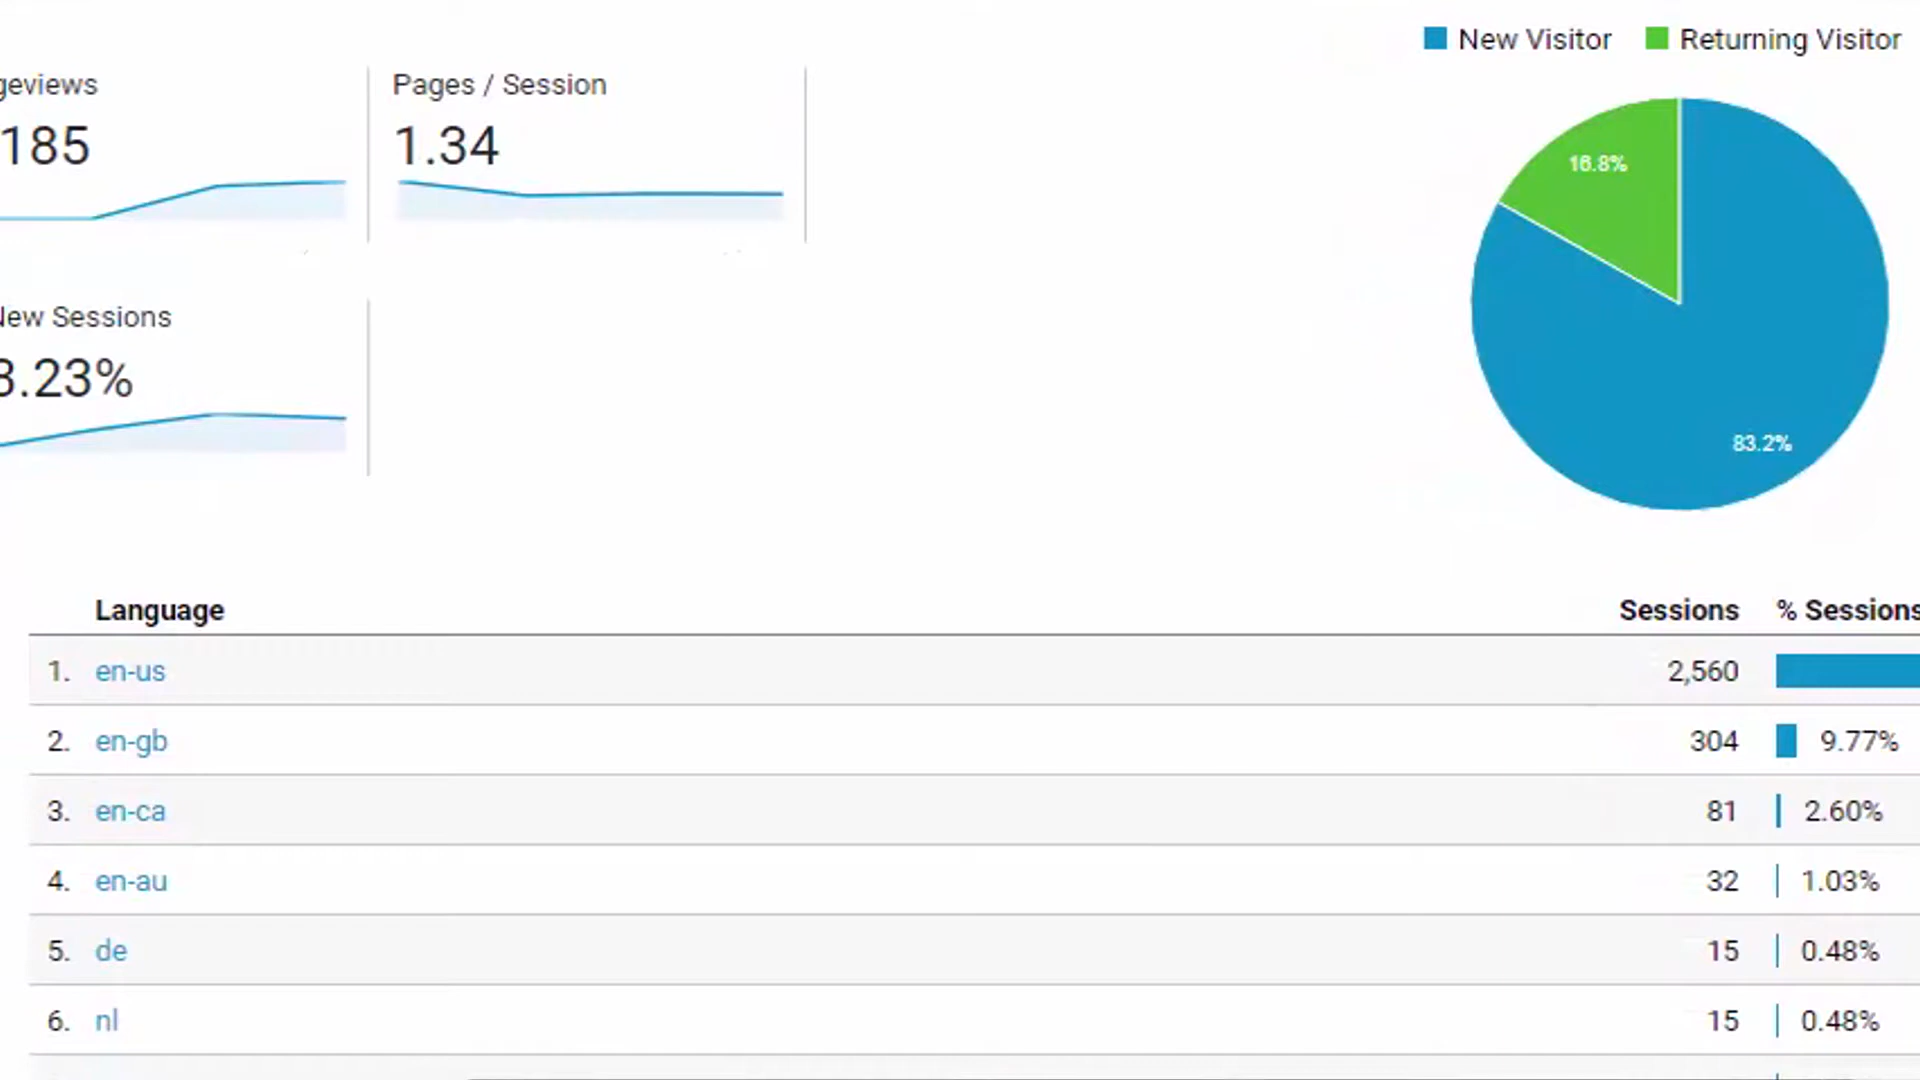 New Visitor Returning Visitor
geviews Pages / Session
185 1.34
16.8%
New Sessions
3.23%
83.2%
Language Sessions % Sessions
1. en-us 2,560
2. en-gb 304 9.77%
3. en-ca 81 2.60%
4. en-au 32 1.03%
5. de 15 0.48%
6. nl 15 0.48%